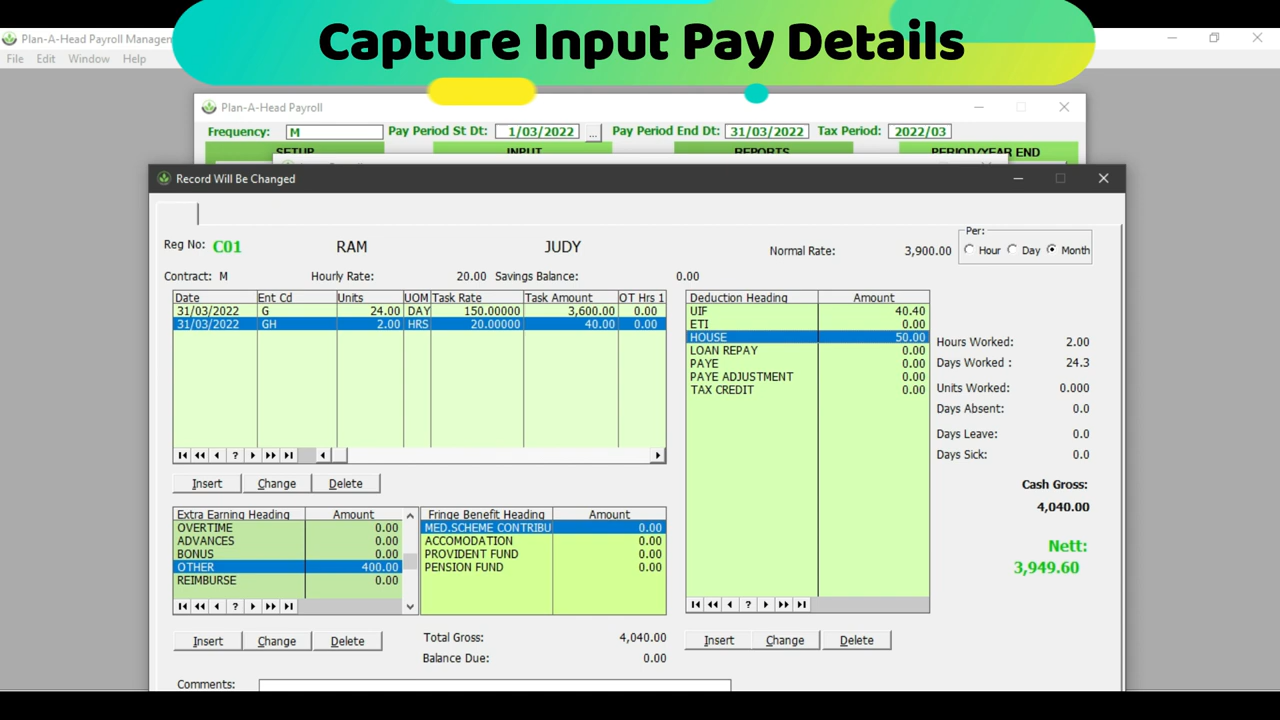 Capture Input Pay Details
Plan-A-Head Payroll Managem
File Edit Window Help
Plan-A-Head Payroll
Frequency: M Pay Period St Dt: 1/03/2022 ... Pay Period End Dt: 31/03/2022 Tax Period: 2022/03
SETUP INPUT REPORTS PERIOD/YEAR END
Record Will Be Changed
Reg No: C01 RAM JUDY Normal Rate: 3,900.00 Per: Hour Day Month
Contract: M Hourly Rate: 20.00 Savings Balance: 0.00
Date Ent Cd Units UOM Task Rate Task Amount OT Hrs 1
31/03/2022 G 24.00 DAY 150.00000 3,600.00 0.00
31/03/2022 GH 2.00 HRS 20.00000 40.00 0.00
Insert Change Delete
Deduction Heading Amount
UIF 40.40
ETI 0.00
HOUSE 50.00
LOAN REPAY 0.00
PAYE 0.00
PAYE ADJUSTMENT 0.00
TAX CREDIT 0.00
Hours Worked: 2.00
Days Worked : 24.3
Units Worked: 0.000
Days Absent: 0.0
Days Leave: 0.0
Days Sick: 0.0
Cash Gross:
4,040.00
Nett:
3,949.60
Extra Earning Heading Amount
OVERTIME 0.00
ADVANCES 0.00
BONUS 0.00
OTHER 400.00
REIMBURSE 0.00
Insert Change Delete
Fringe Benefit Heading Amount
MED.SCHEME CONTRIBU 0.00
ACCOMODATION 0.00
PROVIDENT FUND 0.00
PENSION FUND 0.00
Total Gross: 4,040.00
Balance Due: 0.00
Insert Change Delete
Comments: